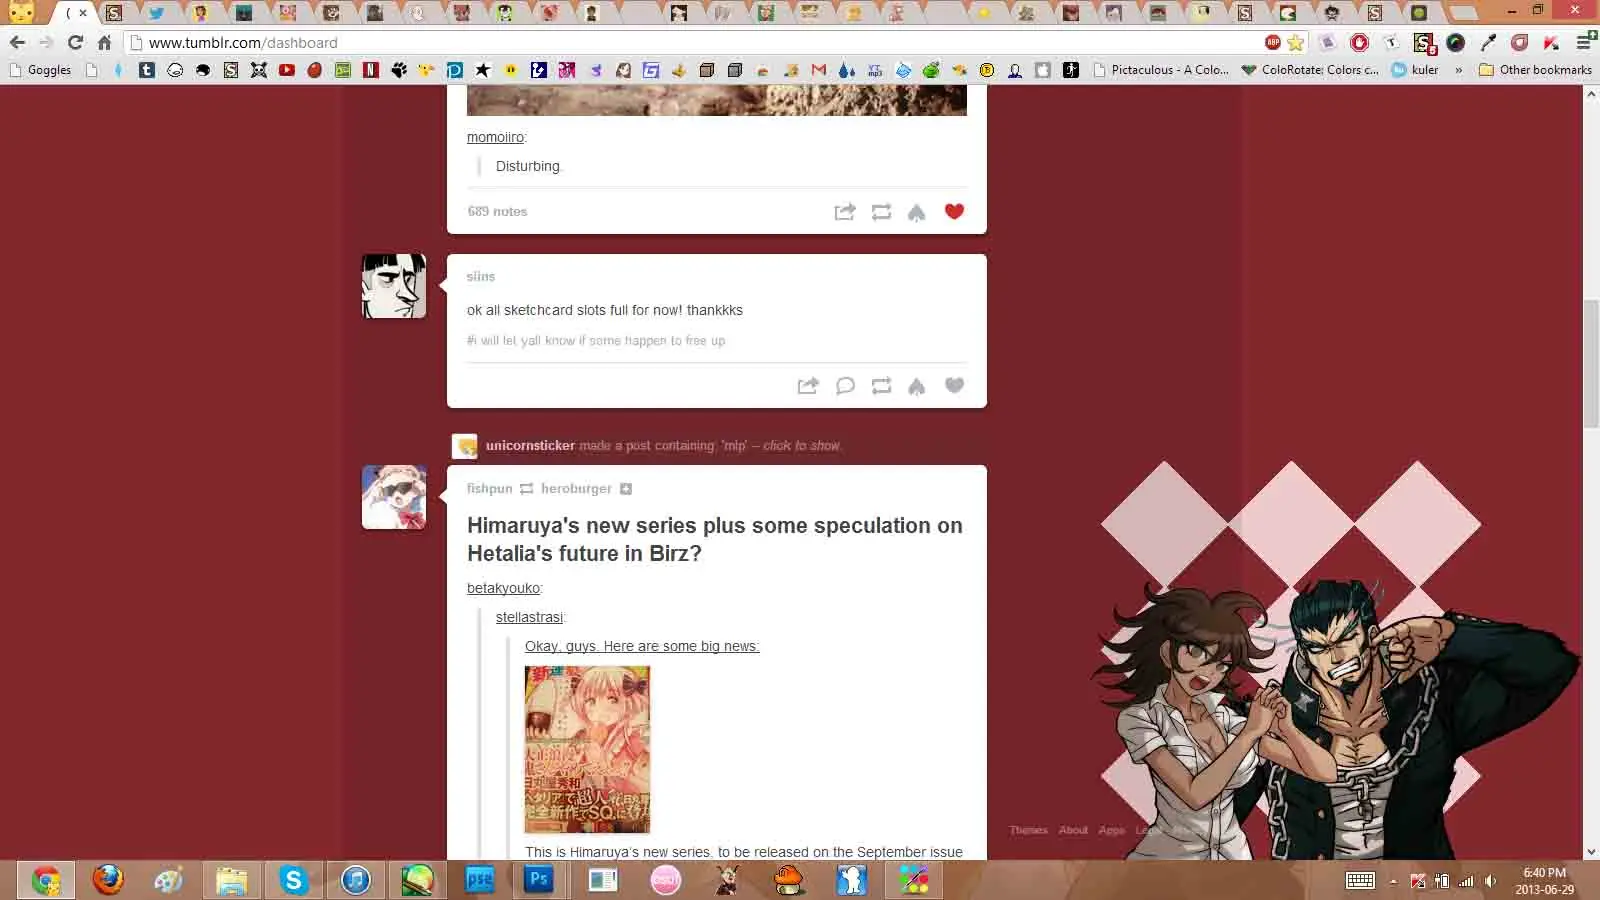 www.tumblr.com/dashboard
Goggles
Pictaculous - A Colo...
ColoRotate: Colors c...
kuler
»
Other bookmarks
momoiiro:
Disturbing.
689 notes
siins
ok all sketchcard slots full for now! thankkks
#i will let yall know if some happen to free up
unicornsticker made a post containing: 'mlp' – click to show.
fishpun heroburger
Himaruya's new series plus some speculation on
Hetalia's future in Birz?
betakyouko:
stellastrasi:
Okay, guys. Here are some big news:
This is Himaruya's new series, to be released on the September issue
Themes About Apps Legal
6:40 PM
2013-06-29